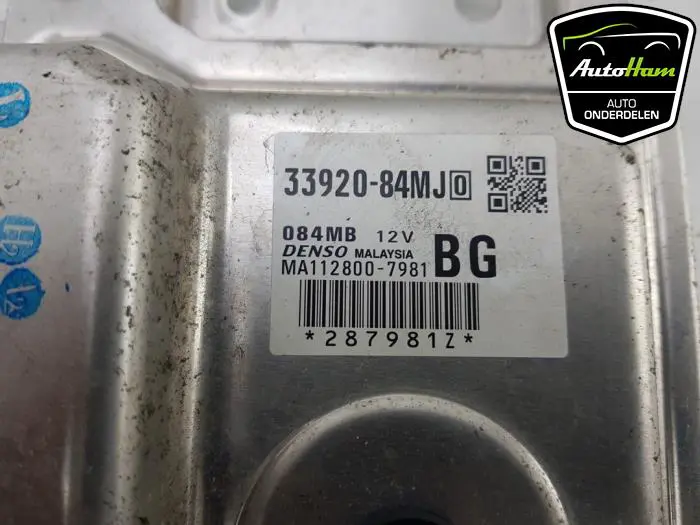 AutoHam
AUTO
ONDERDELEN
33920-84MJ0
084MB 12V
DENSO MALAYSIA
MA112800-7981 BG
*287981Z*